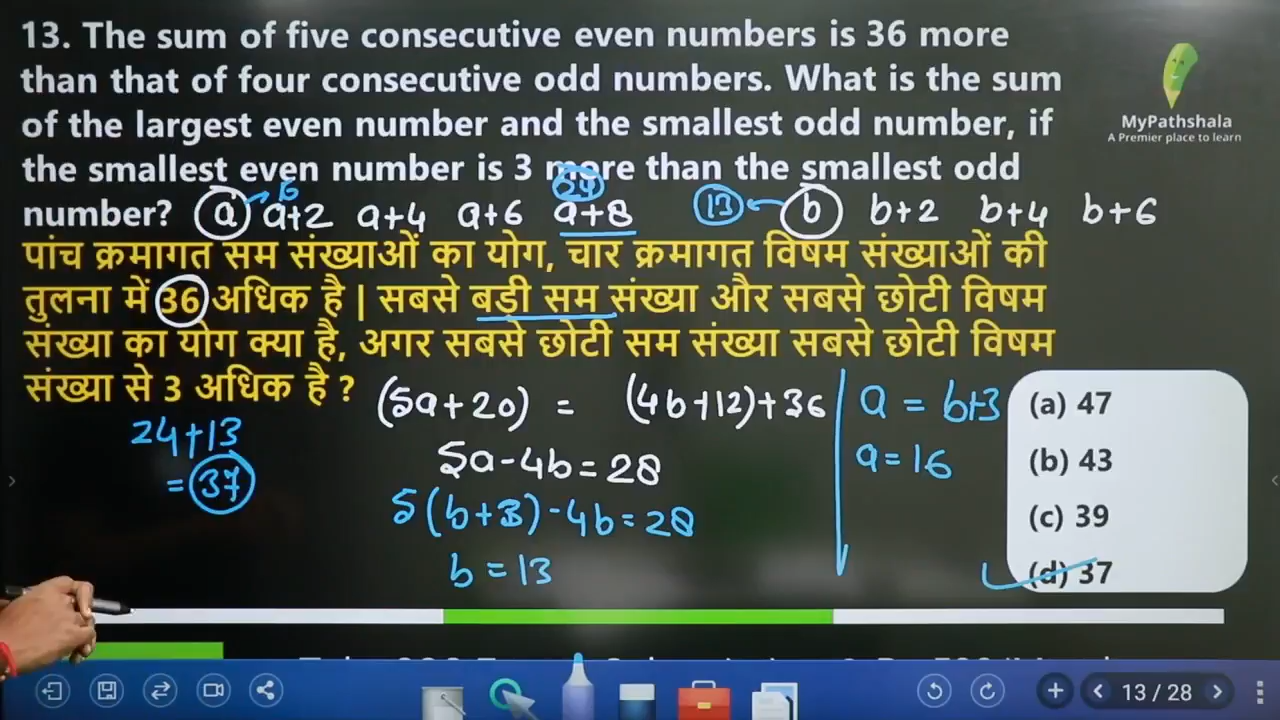 13. The sum of five consecutive even numbers is 36 more
than that of four consecutive odd numbers. What is the sum
of the largest even number and the smallest odd number, if
the smallest even number is 3 more than the smallest odd
number?
MyPathshala
A Premier place to learn
24
13
a a+2 a+4 a+6 a+8 b b+2 b+4 b+6
पांच क्रमागत सम संख्याओं का योग, चार क्रमागत विषम संख्याओं की
तुलना में 36 अधिक है | सबसे बड़ी सम संख्या और सबसे छोटी विषम
संख्या का योग क्या है, अगर सबसे छोटी सम संख्या सबसे छोटी विषम
संख्या से 3 अधिक है ?
(5a+20) = (4b+12)+36
5a-4b=28
5(b+3)-4b=28
b=13
a = b+3
a=16
24+13
=37
(a) 47
(b) 43
(c) 39
(d) 37
13 / 28